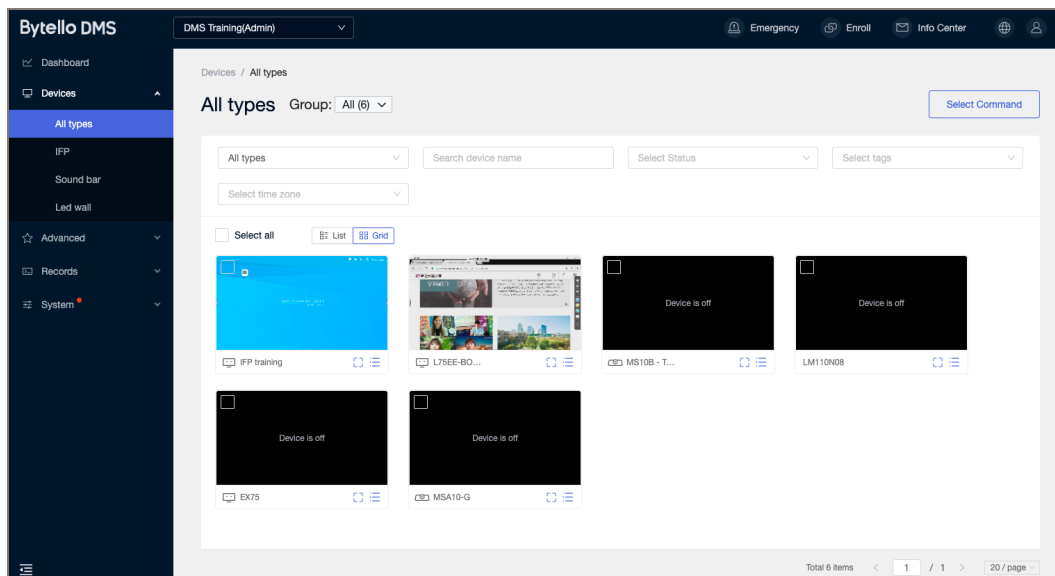 Bytello DMS
DMS Training(Admin)
Emergency
Enroll
Info Center
Dashboard
Devices
All types
IFP
Sound bar
Led wall
Advanced
Records
System
Devices / All types
All types Group: All (6)
Select Command
All types
Search device name
Select Status
Select tags
Select time zone
Select all
List
Grid
IFP training
L75EE-BO...
Device is off
MS10B - T...
Device is off
LM110N08
Device is off
EX75
Device is off
MSA10-G
Total 6 items < 1 / 1 > 20 / page